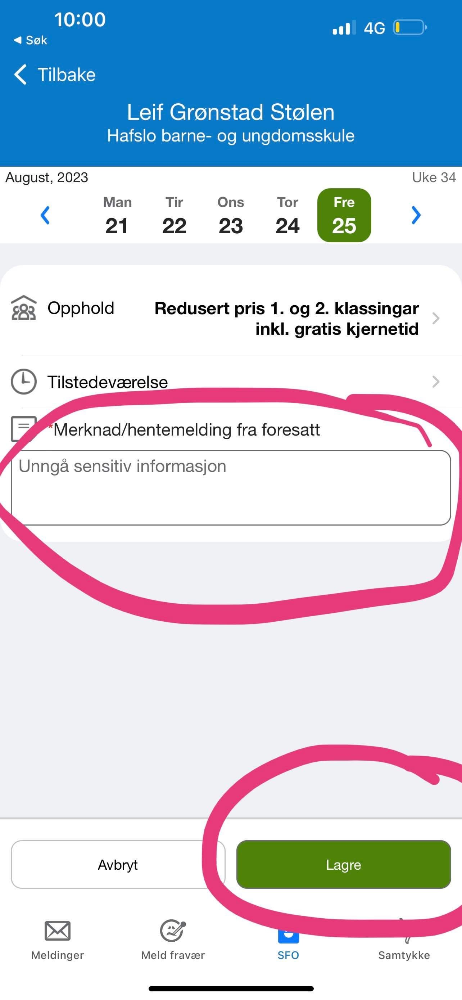 10:00
4G
◀ Søk
Tilbake
Leif Grønstad Stølen
Hafslo barne- og ungdomsskule
August, 2023
Uke 34
Man Tir Ons Tor Fre
21 22 23 24 25
Opphold
Redusert pris 1. og 2. klassingar
inkl. gratis kjernetid
Tilstedeværelse
*Merknad/hentemelding fra foresatt
Unngå sensitiv informasjon
Avbryt
Lagre
Meldinger
Meld fravær
SFO
Samtykke